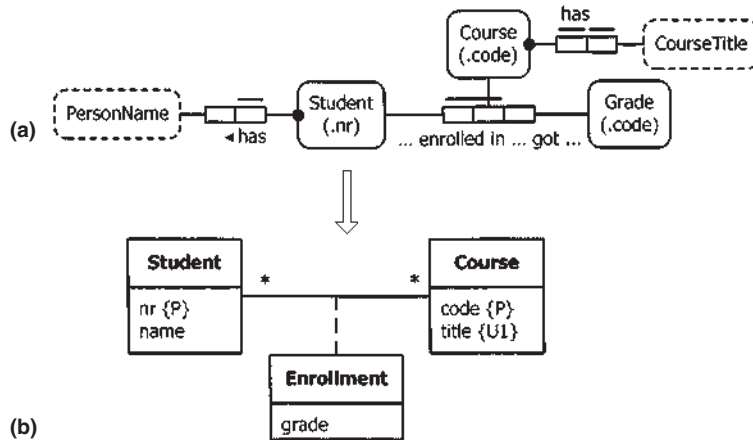 has
Course
(.code)
CourseTitle
PersonName
Student
(.nr)
Grade
(.code)
(a)
◄ has
... enrolled in ... got ...
Student
nr {P}
name
*
*
Course
code {P}
title {U1}
Enrollment
grade
(b)